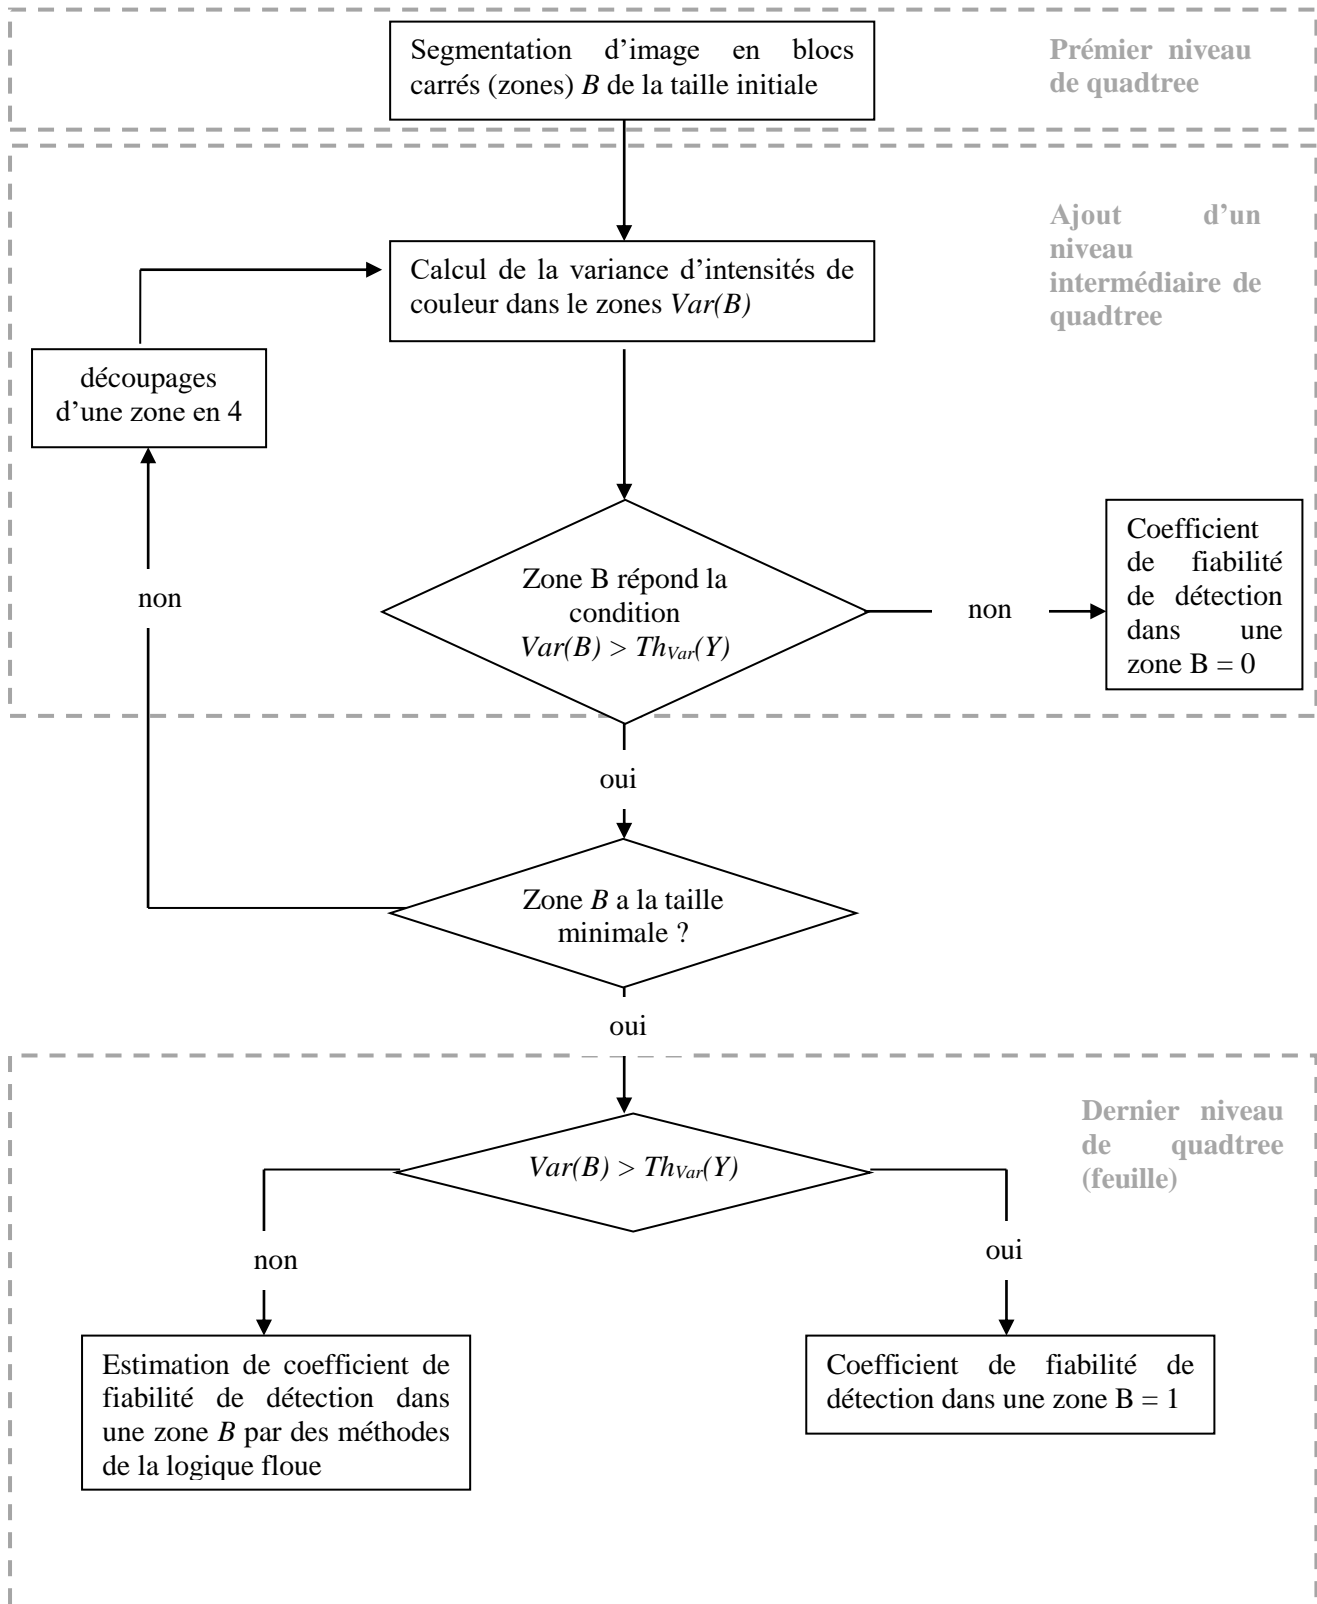 Segmentation d'image en blocs
carrés (zones) B de la taille initiale
Prémier niveau
de quadtree
Ajout d'un
niveau
intermédiaire de
quadtree
Calcul de la variance d'intensités de
couleur dans le zones Var(B)
découpages
d'une zone en 4
Coefficient
de fiabilité
de détection
dans une
zone B = 0
Zone B répond la
condition
Var(B) > ThVar(Y)
non
non
oui
Zone B a la taille
minimale ?
oui
Dernier niveau
de quadtree
(feuille)
Var(B) > ThVar(Y)
non
oui
Estimation de coefficient de
fiabilité de détection dans
une zone B par des méthodes
de la logique floue
Coefficient de fiabilité de
détection dans une zone B = 1